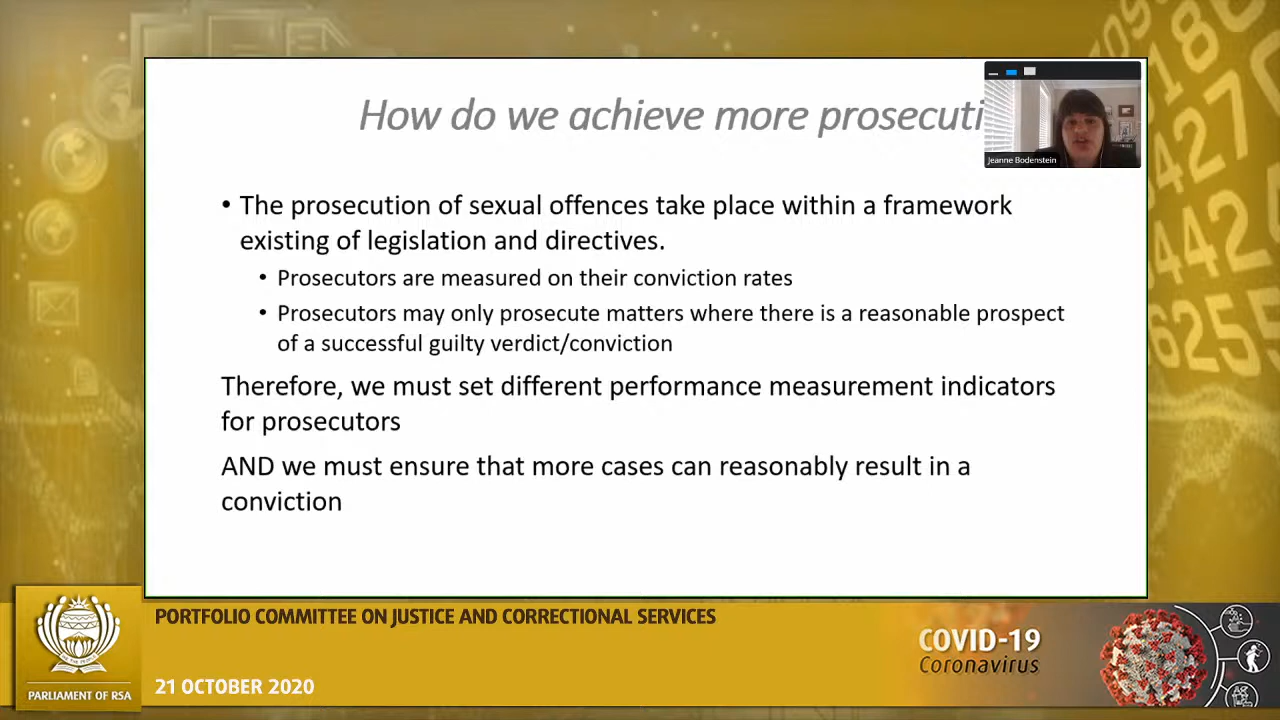 How do we achieve more prosecuti
Jeanne Bodenstein
• The prosecution of sexual offences take place within a framework
existing of legislation and directives.
• Prosecutors are measured on their conviction rates
• Prosecutors may only prosecute matters where there is a reasonable prospect
of a successful guilty verdict/conviction
Therefore, we must set different performance measurement indicators
for prosecutors
AND we must ensure that more cases can reasonably result in a
conviction
PORTFOLIO COMMITTEE ON JUSTICE AND CORRECTIONAL SERVICES
COVID-19
Coronavirus
21 OCTOBER 2020
PARLIAMENT OF RSA